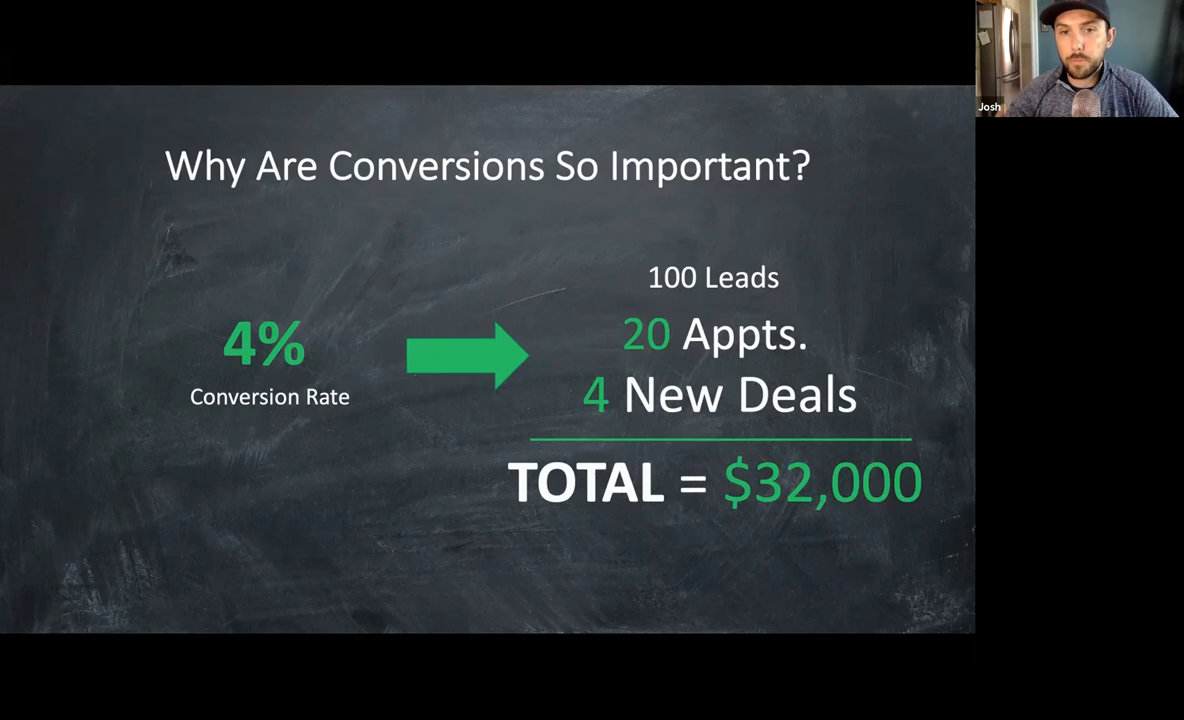 Why Are Conversions So Important?
4%
Conversion Rate
100 Leads
20 Appts.
4 New Deals
TOTAL = $32,000
Josh